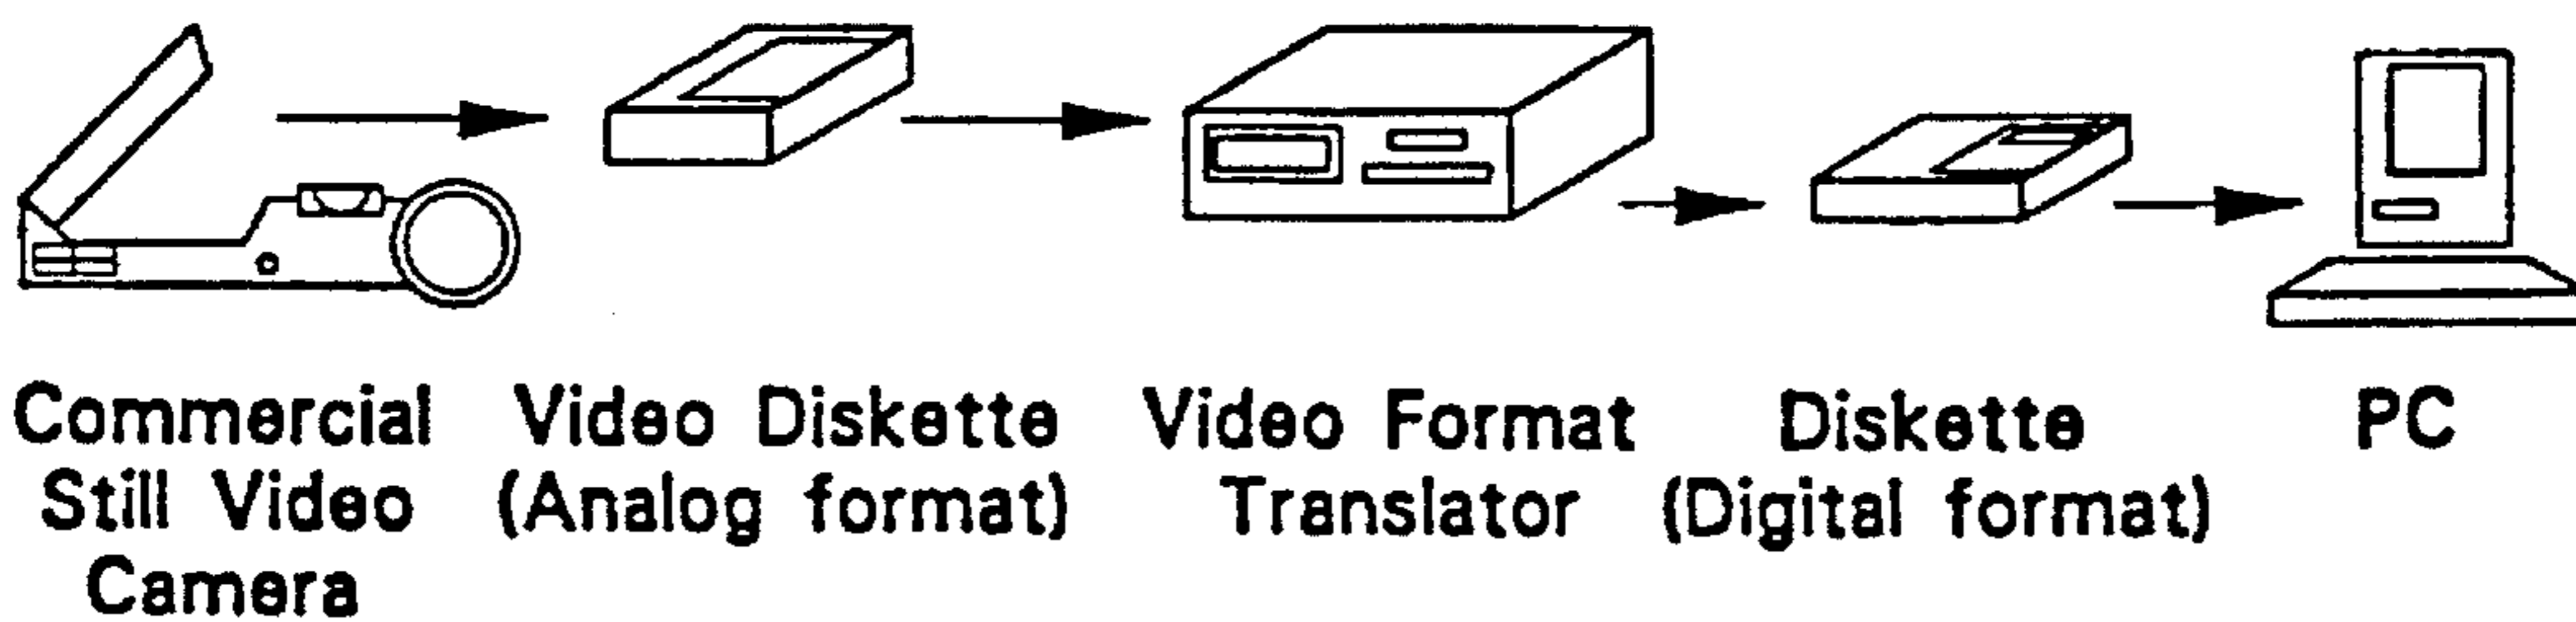 Commercial Still Video Camera
Video Diskette (Analog format)
Video Format Translator
Diskette (Digital format)
PC